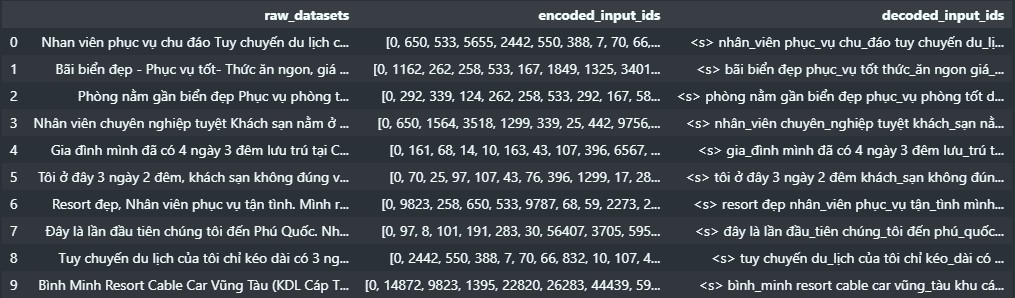 raw_datasets encoded_input_ids decoded_input_ids
0 Nhan viên phục vụ chu đáo Tuy chuyến du lịch c... [0, 650, 533, 5655, 2442, 550, 388, 7, 70, 66,... <s> nhân_viên phục_vụ chu_đáo tuy chuyến du_lị...
1 Bãi biển đẹp - Phục vụ tốt- Thức ăn ngon, giá ... [0, 1162, 262, 258, 533, 167, 1849, 1325, 3401... <s> bãi biển đẹp phục_vụ tốt thức_ăn ngon giá_...
2 Phòng nằm gần biển đẹp Phục vụ phòng t... [0, 292, 339, 124, 262, 258, 533, 292, 167, 58... <s> phòng nằm gần biển đẹp phục_vụ phòng tốt d...
3 Nhân viên chuyên nghiệp tuyệt Khách sạn nằm ở ... [0, 650, 1564, 3518, 1299, 339, 25, 442, 9756,... <s> nhân_viên chuyên_nghiệp tuyệt khách_sạn nằ...
4 Gia đình mình đã có 4 ngày 3 đêm lưu trú tại C... [0, 161, 68, 14, 10, 163, 43, 107, 396, 6567, ... <s> gia_đình mình đã có 4 ngày 3 đêm lưu_trú t...
5 Tôi ở đây 3 ngày 2 đêm, khách sạn không đúng v... [0, 70, 25, 97, 107, 43, 76, 396, 1299, 17, 28... <s> tôi ở đây 3 ngày 2 đêm khách_sạn không đún...
6 Resort đẹp, Nhân viên phục vụ tận tình. Mình r... [0, 9823, 258, 650, 533, 9787, 68, 59, 2273, 2... <s> resort đẹp nhân_viên phục_vụ tận_tình mình...
7 Đây là lần đầu tiên chúng tôi đến Phú Quốc. Nh... [0, 97, 8, 101, 191, 283, 30, 56407, 3705, 595... <s> đây là lần đầu_tiên chúng_tôi đến phú_quốc...
8 Tuy chuyến du lịch của tôi chỉ kéo dài có 3 ng... [0, 2442, 550, 388, 7, 70, 66, 832, 10, 107, 4... <s> tuy chuyến du_lịch của tôi chỉ kéo_dài có ...
9 Bình Minh Resort Cable Car Vũng Tàu (KDL Cáp T... [0, 14872, 9823, 1395, 22820, 26283, 44439, 59... <s> bình_minh resort cable car vũng_tàu khu cá...